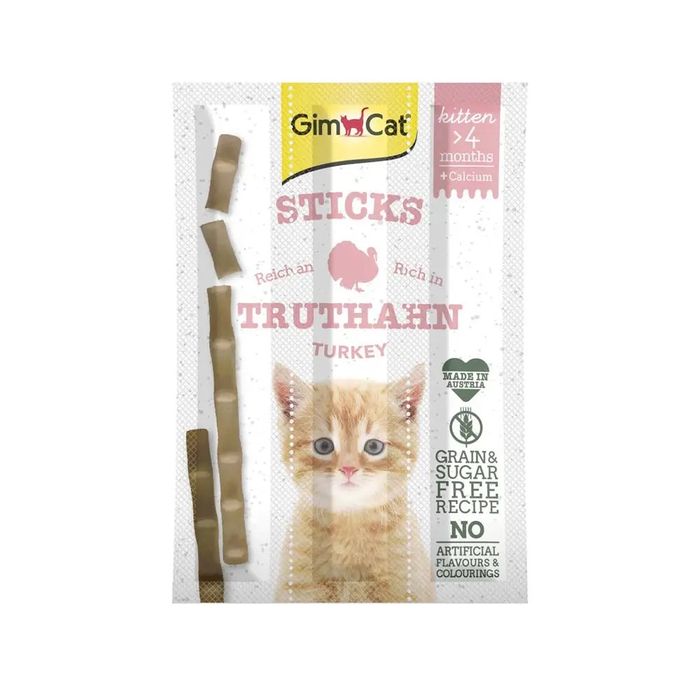 GimCat
kitten
>4
months
+Calcium
STICKS
Reich an Rich in
TRUTHAHN
TURKEY
MADE IN
AUSTRIA
GRAIN &
SUGAR
FREE
RECIPE
NO
ARTIFICIAL
FLAVOURS &
COLOURINGS